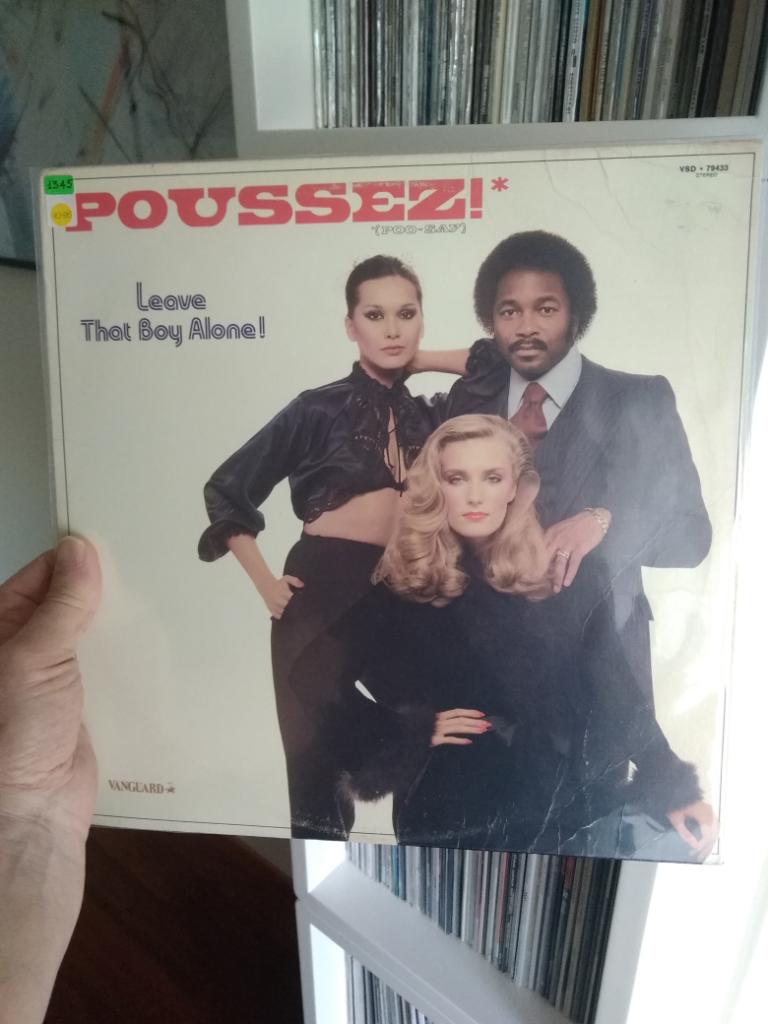 1345
VSD • 79433
STEREO
POUSSEZ!*
*(POO-SAY)
Leave
That Boy Alone!
VANGUARD